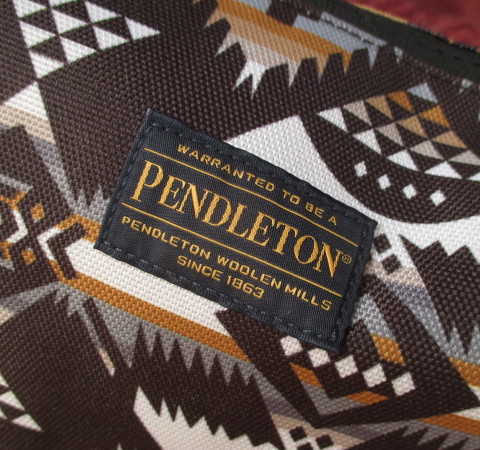 WARRANTED TO BE A
PENDLETON®
PENDLETON WOOLEN MILLS
SINCE 1863